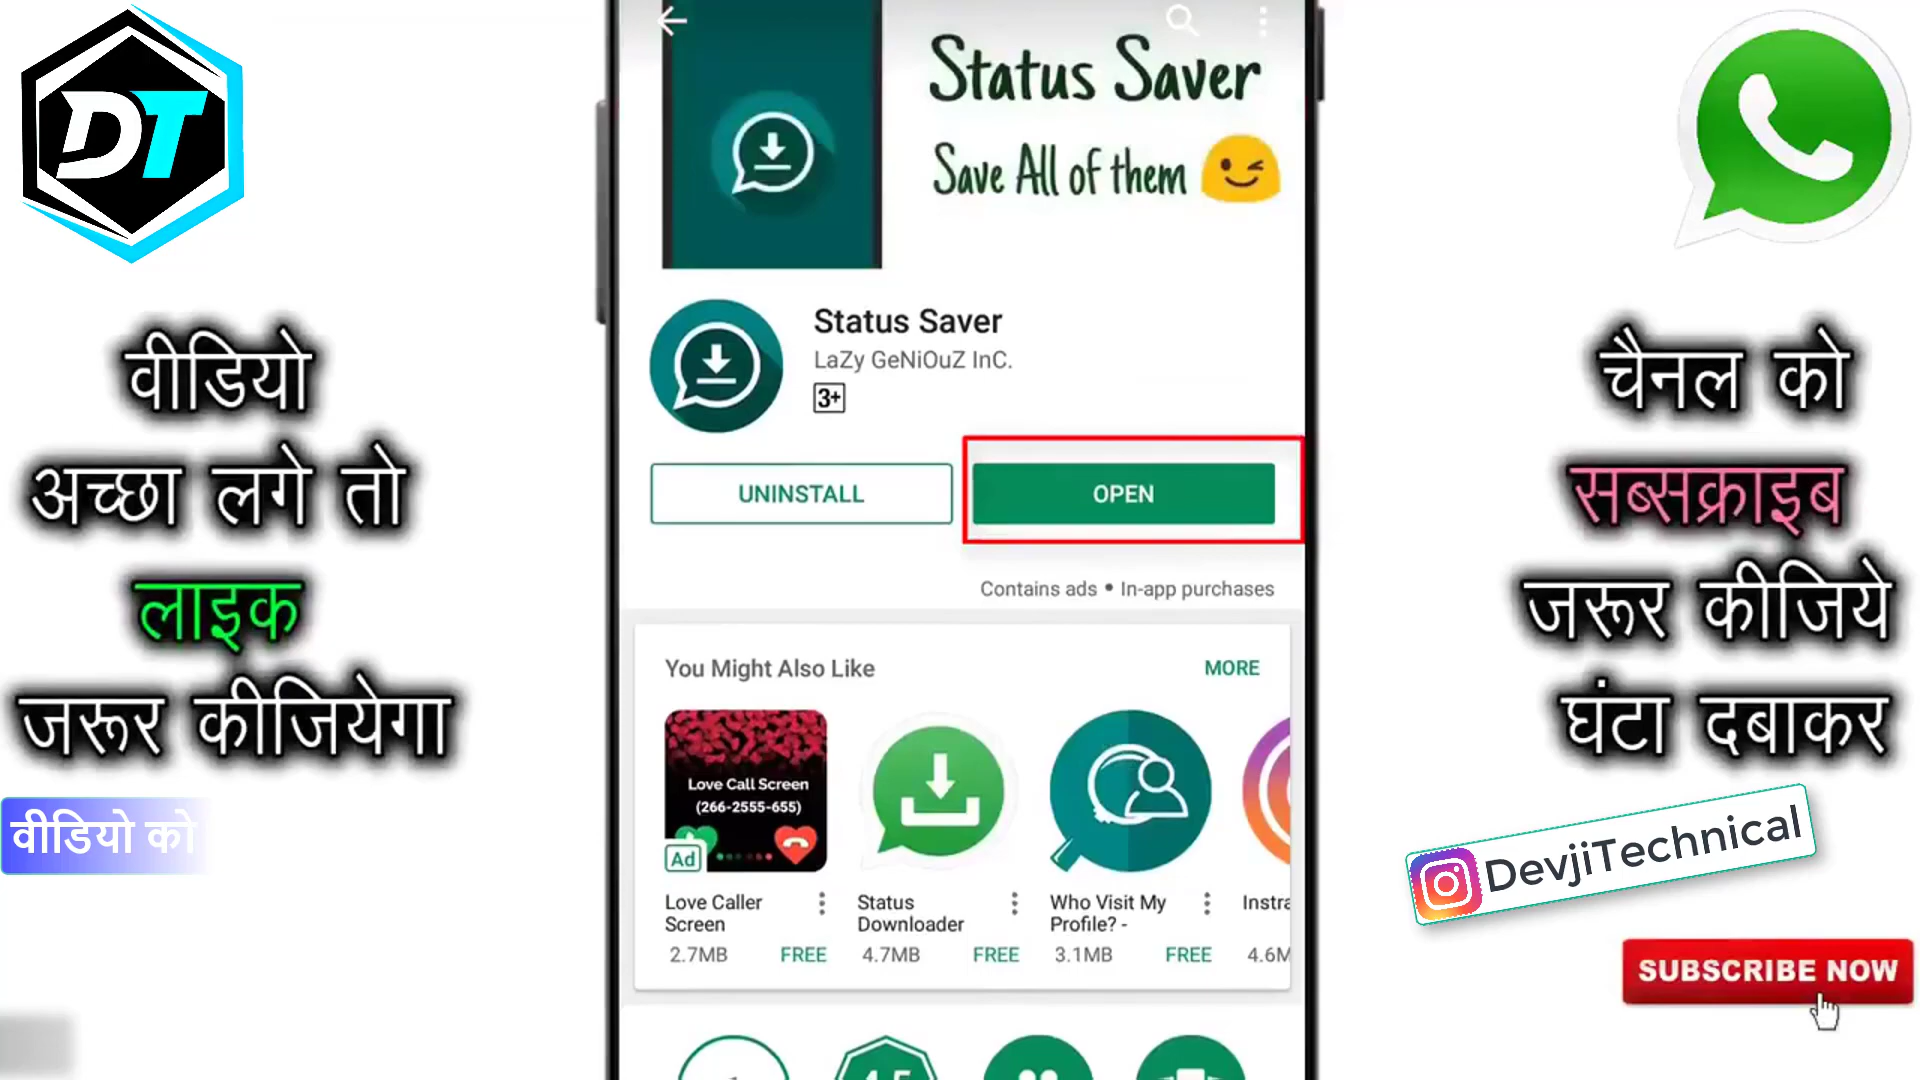 DT
वीडियो
अच्छा लगे तो
लाइक
जरूर कीजियेगा
वीडियो को
Status Saver
Save All of them
Status Saver
LaZy GeNiOuZ InC.
3+
UNINSTALL
OPEN
Contains ads • In-app purchases
You Might Also Like
MORE
Love Call Screen
(266-2555-655)
Ad
Love Caller
Screen
2.7MB FREE
Status
Downloader
4.7MB FREE
Who Visit My
Profile? -
3.1MB FREE
Instra
4.6M
चैनल को
सब्सक्राइब
जरूर कीजिये
घंटा दबाकर
DevjiTechnical
SUBSCRIBE NOW